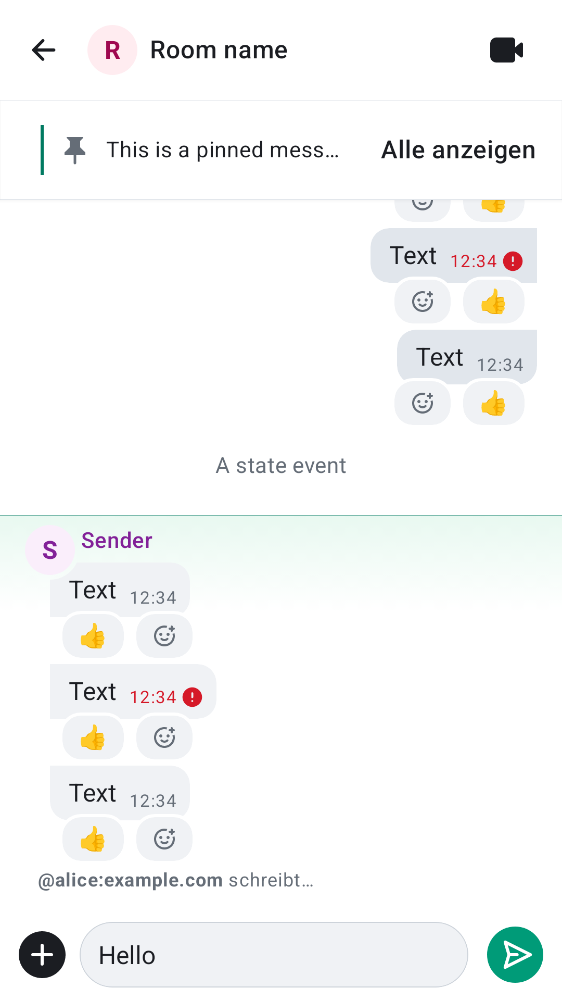 R Room name
This is a pinned mess… Alle anzeigen
Text 12:34
Text 12:34
A state event
S Sender
Text 12:34
Text 12:34
Text 12:34
@alice:example.com schreibt…
Hello